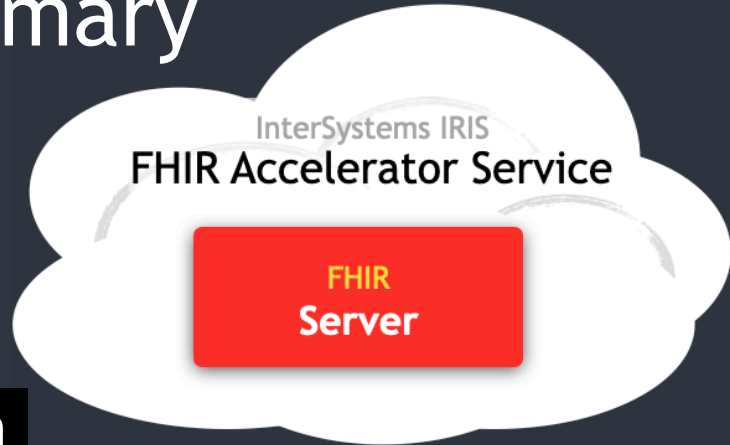 mary
InterSystems IRIS
FHIR Accelerator Service
FHIR
Server